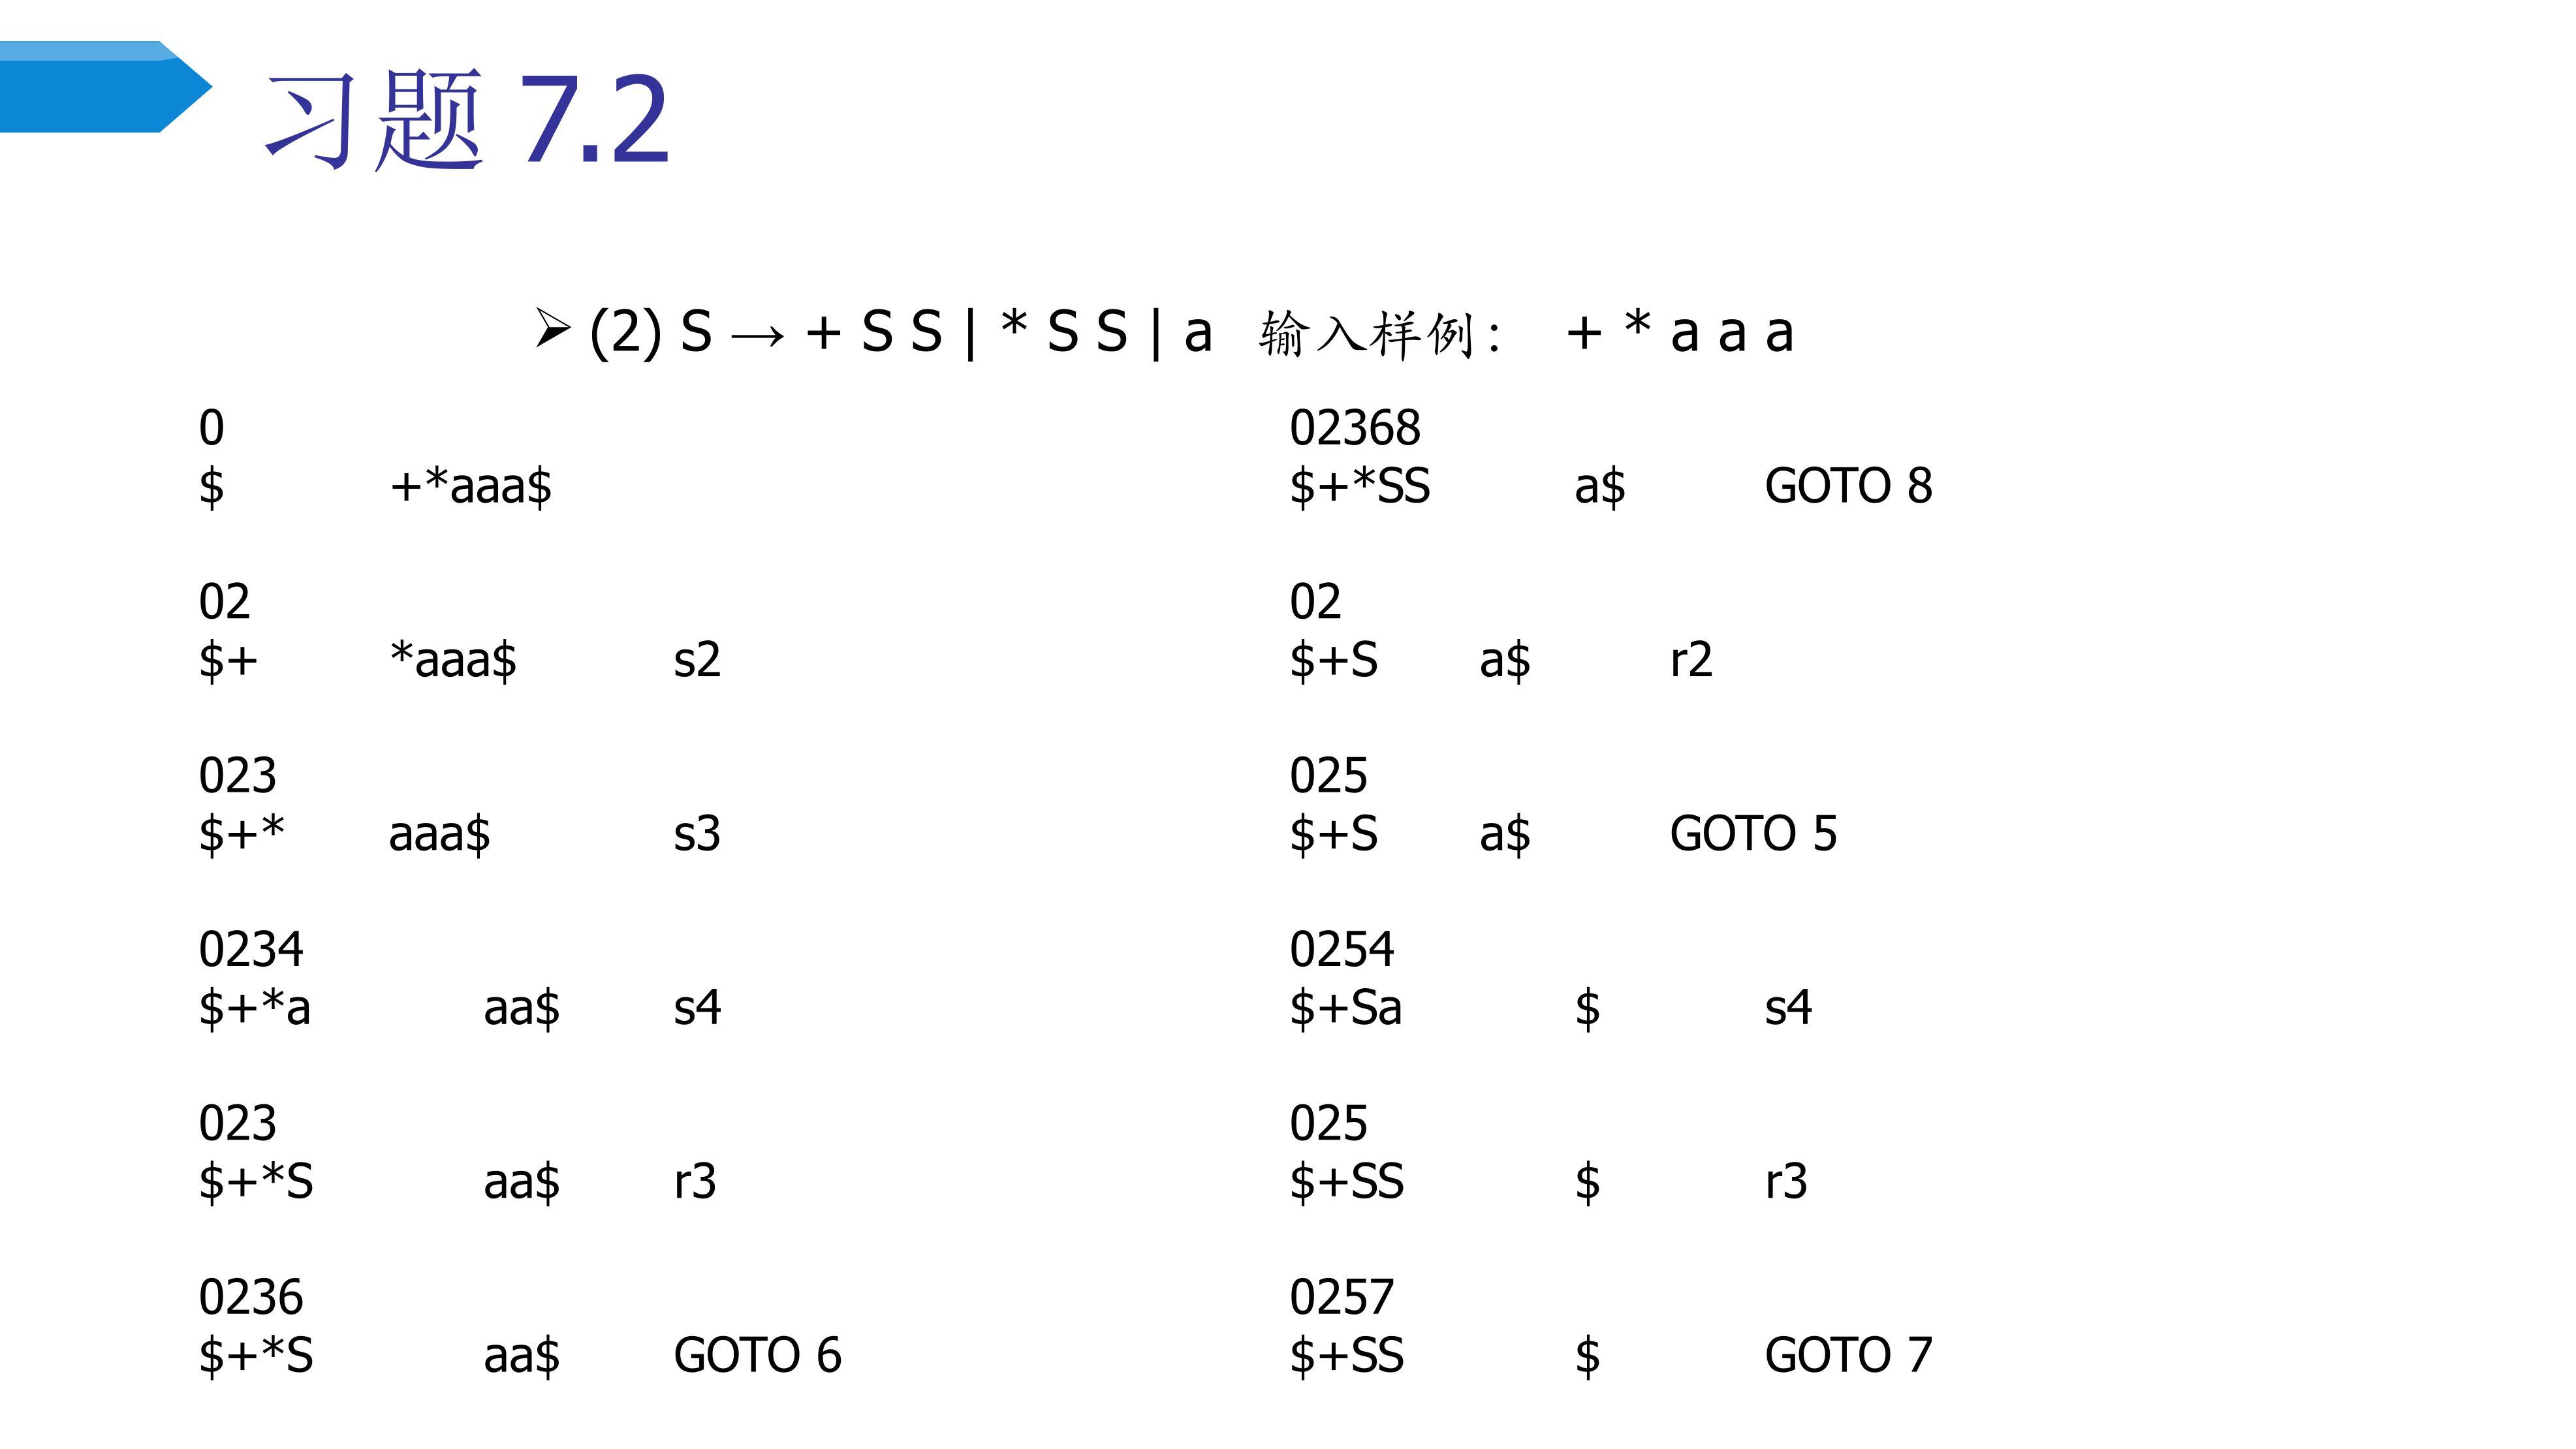 习题 7.2
➢ (2) S → + S S | * S S | a 输入样例： + * a a a
0
$ +*aaa$
02
$+ *aaa$ s2
023
$+* aaa$ s3
0234
$+*a aa$ s4
023
$+*S aa$ r3
0236
$+*S aa$ GOTO 6
02368
$+*SS a$ GOTO 8
02
$+S a$ r2
025
$+S a$ GOTO 5
0254
$+Sa $ s4
025
$+SS $ r3
0257
$+SS $ GOTO 7